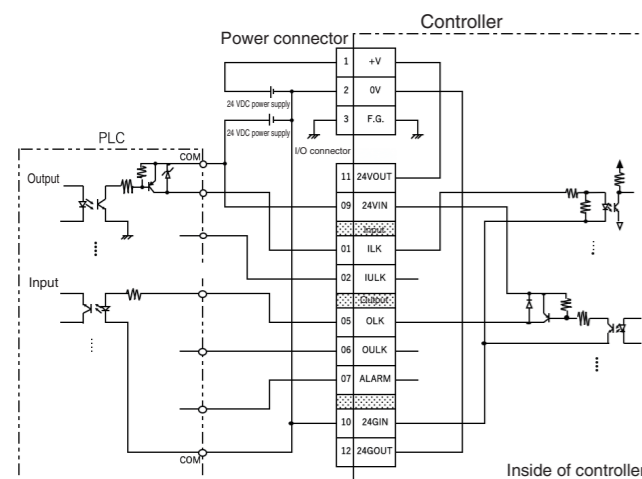 Controller
Power connector
1 +V
2 0V
24 VDC power supply
3 F.G.
24 VDC power supply
I/O connector
PLC
COM
Output
11 24VOUT
09 24VIN
Input
01 ILK
02 IULK
Input
Output
05 OLK
06 OULK
07 ALARM
10 24GIN
12 24GOUT
COM
Inside of controller